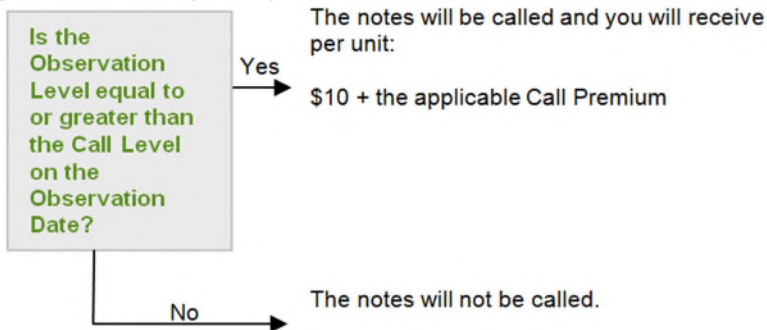 Is the
Observation
Level equal to
or greater than
the Call Level
on the
Observation
Date?
Yes
The notes will be called and you will receive
per unit:
$10 + the applicable Call Premium
No
The notes will not be called.